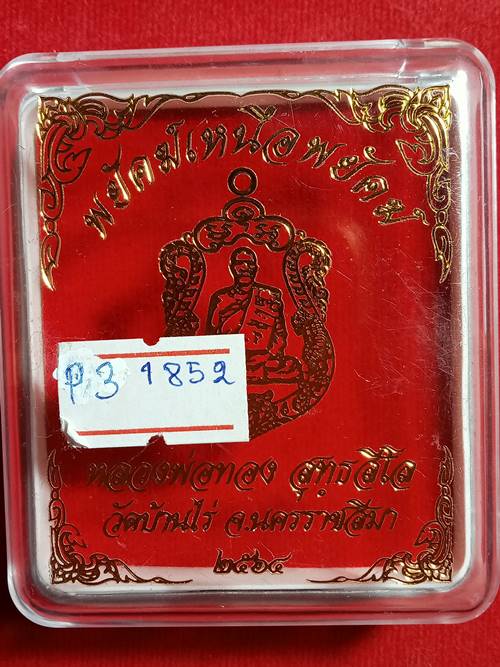 พยัคฆ์เหนือพยัคฆ์
P.3 1852
หลวงพ่อทอง สุทฺธสีโล
วัดบ้านไร่ จ.นครราชสีมา
๒๕๖๔